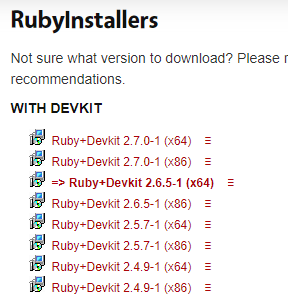 RubyInstallers
Not sure what version to download? Please
recommendations.
WITH DEVKIT
Ruby+Devkit 2.7.0-1 (x64) ≡
Ruby+Devkit 2.7.0-1 (x86) ≡
=> Ruby+Devkit 2.6.5-1 (x64) ≡
Ruby+Devkit 2.6.5-1 (x86) ≡
Ruby+Devkit 2.5.7-1 (x64) ≡
Ruby+Devkit 2.5.7-1 (x86) ≡
Ruby+Devkit 2.4.9-1 (x64) ≡
Ruby+Devkit 2.4.9-1 (x86) ≡